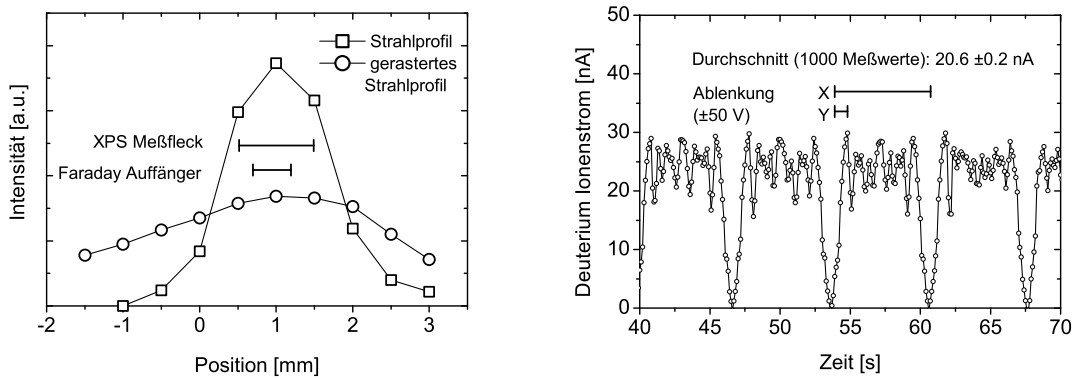 Intensität [a.u.]
Strahlprofil
gerastertes
Strahlprofil
XPS Meßfleck
Faraday Auffänger
-2 -1 0 1 2 3
Position [mm]
Deuterium Ionenstrom [nA]
50
40
30
20
10
0
Durchschnitt (1000 Meßwerte): 20.6 ±0.2 nA
Ablenkung X
(±50 V) Y
40 45 50 55 60 65 70
Zeit [s]